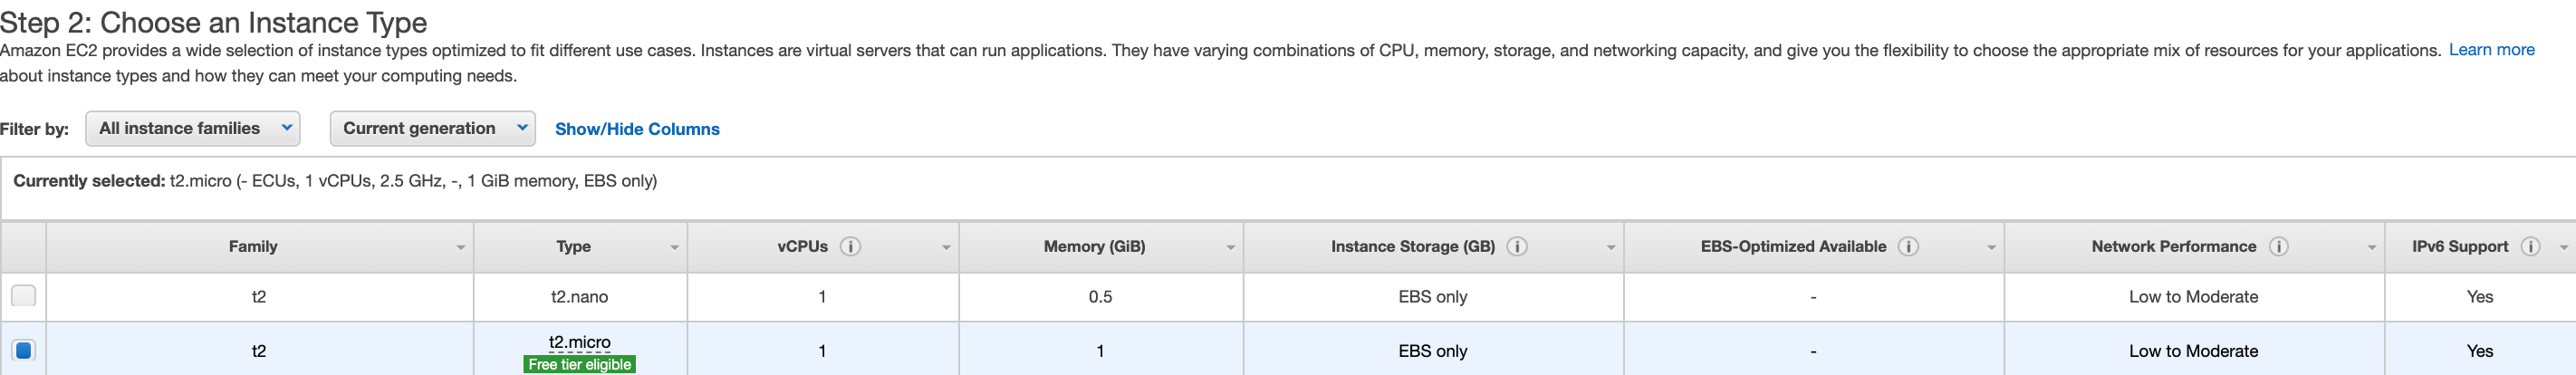 Step 2: Choose an Instance Type
Amazon EC2 provides a wide selection of instance types optimized to fit different use cases. Instances are virtual servers that can run applications. They have varying combinations of CPU, memory, storage, and networking capacity, and give you the flexibility to choose the appropriate mix of resources for your applications. Learn more
about instance types and how they can meet your computing needs.
Filter by: All instance families Current generation Show/Hide Columns
Currently selected: t2.micro (- ECUs, 1 vCPUs, 2.5 GHz, -, 1 GiB memory, EBS only)
Family Type vCPUs Memory (GiB) Instance Storage (GB) EBS-Optimized Available Network Performance IPv6 Support
t2 t2.nano 1 0.5 EBS only - Low to Moderate Yes
t2 t2.micro 1 1 EBS only - Low to Moderate Yes
Free tier eligible